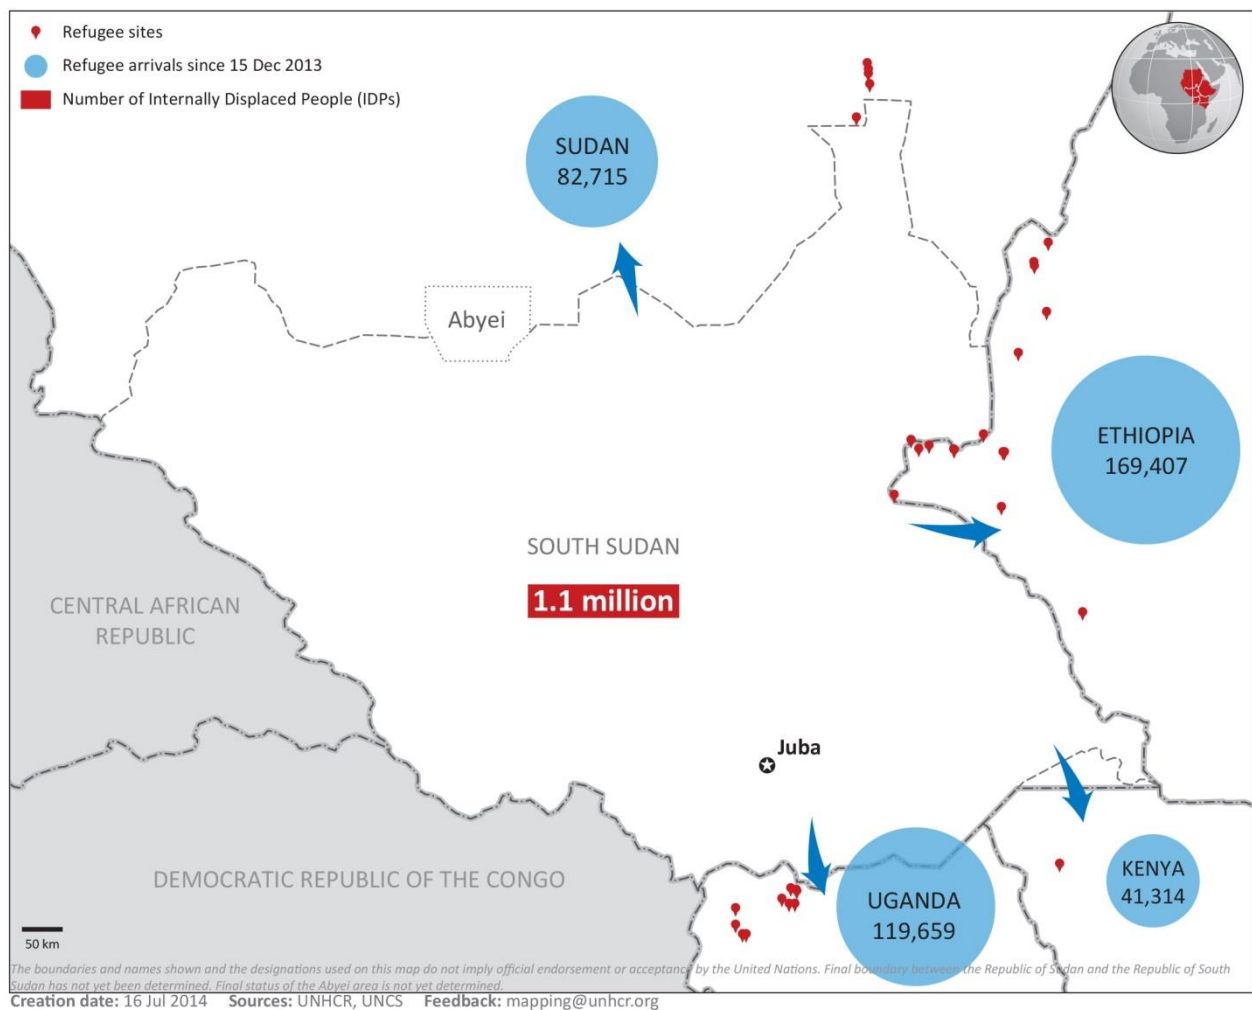 Refugee sites
Refugee arrivals since 15 Dec 2013
Number of Internally Displaced People (IDPs)
SUDAN
82,715
Abyei
ETHIOPIA
169,407
SOUTH SUDAN
1.1 million
CENTRAL AFRICAN
REPUBLIC
Juba
KENYA
41,314
DEMOCRATIC REPUBLIC OF THE CONGO
UGANDA
119,659
50 km
The boundaries and names shown and the designations used on this map do not imply official endorsement or acceptance by the United Nations. Final boundary between the Republic of Sudan and the Republic of South
Sudan has not yet been determined. Final status of the Abyei area is not yet determined.
Creation date: 16 Jul 2014 Sources: UNHCR, UNCS Feedback: mapping@unhcr.org